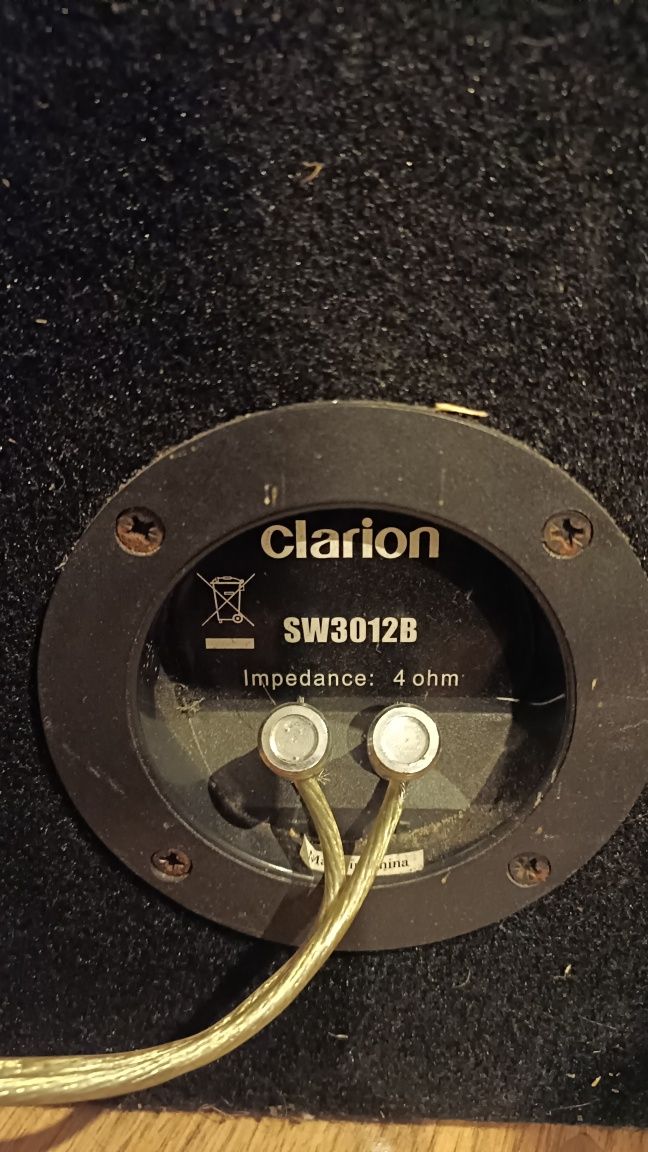 clarion
SW3012B
Impedance: 4 ohm